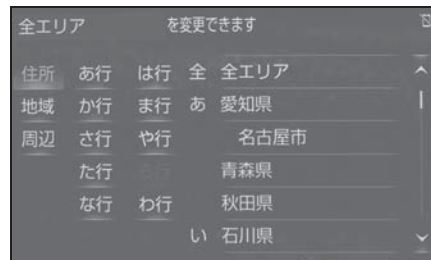 全エリア を変更できます
住所 あ行 は行 全 全エリア
地域 か行 ま行 あ 愛知県
周辺 さ行 や行 名古屋市
た行 ら行 青森県
な行 わ行 秋田県
い 石川県